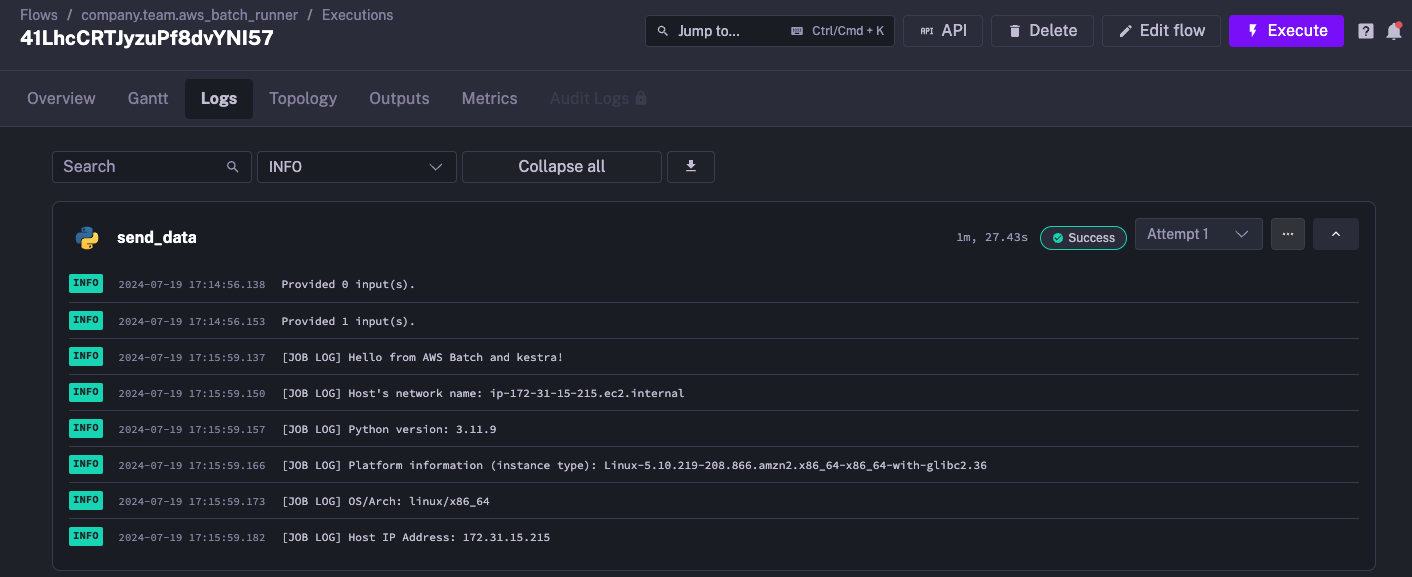 Flows / company.team.aws_batch_runner / Executions
41LhcCRTJyzuPf8dvYNI57
Jump to... Ctrl/Cmd + K
API API
Delete
Edit flow
Execute
?
Overview Gantt Logs Topology Outputs Metrics Audit Logs
Search INFO Collapse all
send_data 1m, 27.43s Success Attempt 1 ...
INFO 2024-07-19 17:14:56.138 Provided 0 input(s).
INFO 2024-07-19 17:14:56.153 Provided 1 input(s).
INFO 2024-07-19 17:15:59.137 [JOB LOG] Hello from AWS Batch and kestra!
INFO 2024-07-19 17:15:59.150 [JOB LOG] Host's network name: ip-172-31-15-215.ec2.internal
INFO 2024-07-19 17:15:59.157 [JOB LOG] Python version: 3.11.9
INFO 2024-07-19 17:15:59.166 [JOB LOG] Platform information (instance type): Linux-5.10.219-208.866.amzn2.x86_64-x86_64-with-glibc2.36
INFO 2024-07-19 17:15:59.173 [JOB LOG] OS/Arch: linux/x86_64
INFO 2024-07-19 17:15:59.182 [JOB LOG] Host IP Address: 172.31.15.215